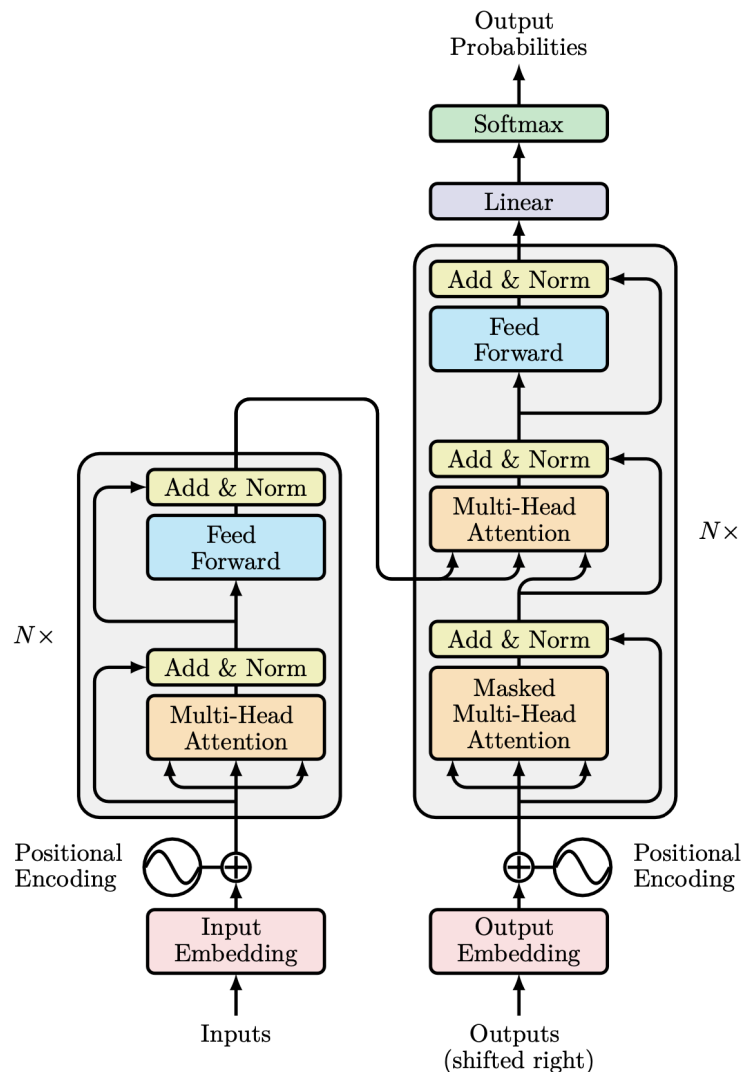 Output
Probabilities
Softmax
Linear
Add & Norm
Feed
Forward
Add & Norm
Multi-Head
Attention
N×
Add & Norm
Masked
Multi-Head
Attention
Add & Norm
Feed
Forward
N×
Add & Norm
Multi-Head
Attention
Positional
Encoding
Positional
Encoding
Input
Embedding
Output
Embedding
Inputs
Outputs
(shifted right)